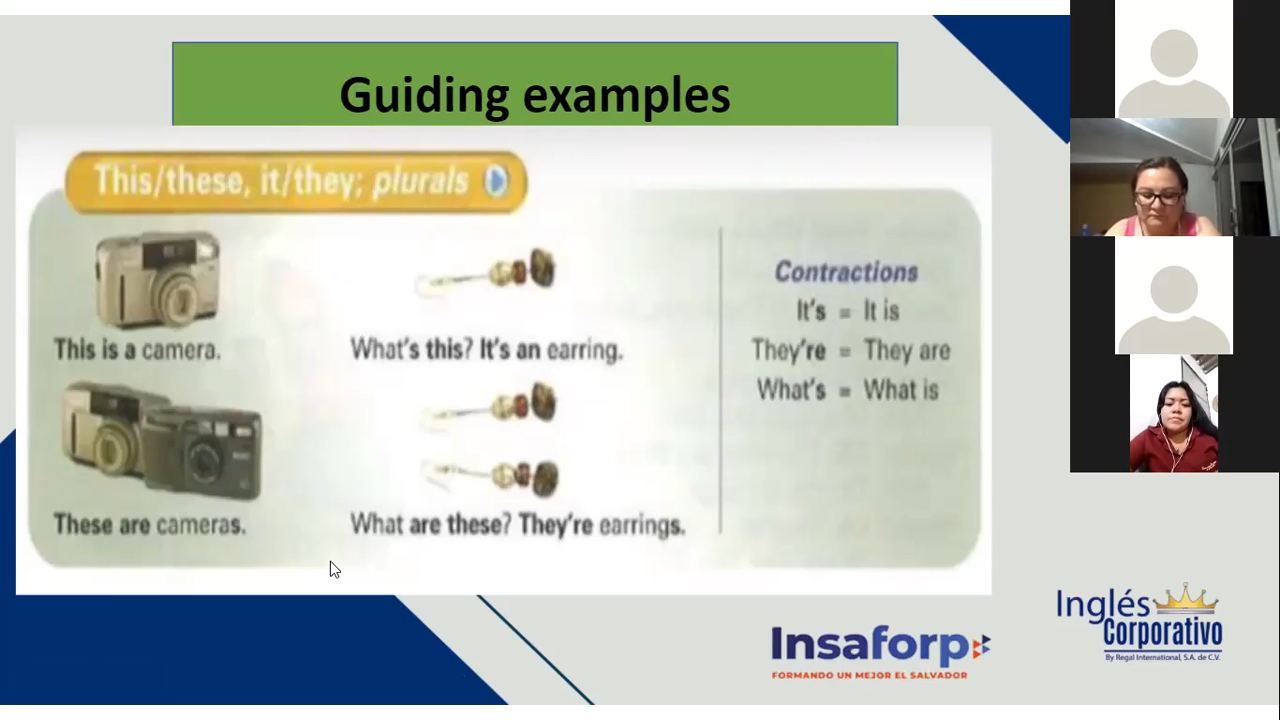 Guiding examples
This/these, it/they; plurals
This is a camera.
What's this? It's an earring.
These are cameras.
What are these? They're earrings.
Contractions
It's = It is
They're = They are
What's = What is
Insaforp
FORMANDO UN MEJOR EL SALVADOR
Inglés
Corporativo
By Regal International, S.A. de C.V.